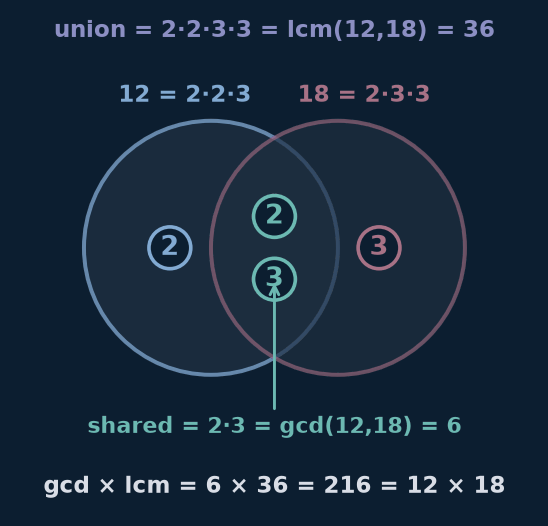 union = 2·2·3·3 = lcm(12,18) = 36
12 = 2·2·3
18 = 2·3·3
2
2
3
3
shared = 2·3 = gcd(12,18) = 6
gcd × lcm = 6 × 36 = 216 = 12 × 18